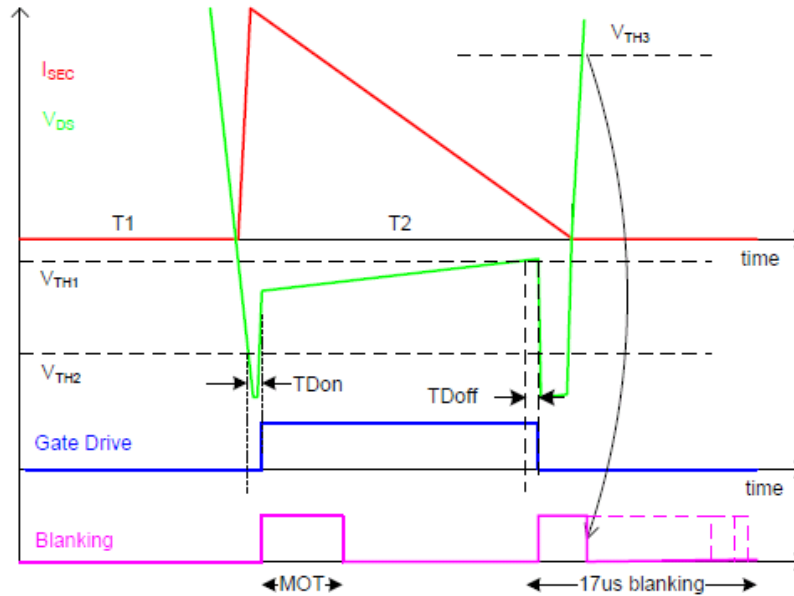 VTH3
ISEC
VDS
T1
T2
time
VTH1
VTH2
TDon
TDoff
Gate Drive
time
Blanking
MOT
17us blanking